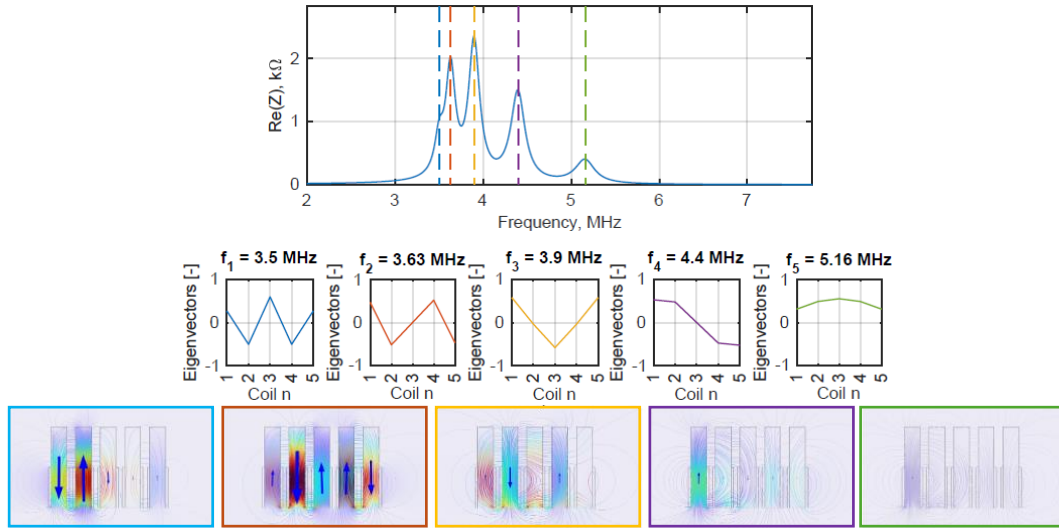 2
1
0
Re(Z), kΩ
2 3 4 5 6 7
Frequency, MHz
f1 = 3.5 MHz
f2 = 3.63 MHz
f3 = 3.9 MHz
f4 = 4.4 MHz
f5 = 5.16 MHz
Eigenvectors [-]
1
0
-1
1 2 3 4 5
Coil n
Eigenvectors [-]
1
0
-1
1 2 3 4 5
Coil n
Eigenvectors [-]
1
0
-1
1 2 3 4 5
Coil n
Eigenvectors [-]
1
0
-1
1 2 3 4 5
Coil n
Eigenvectors [-]
1
0
-1
1 2 3 4 5
Coil n